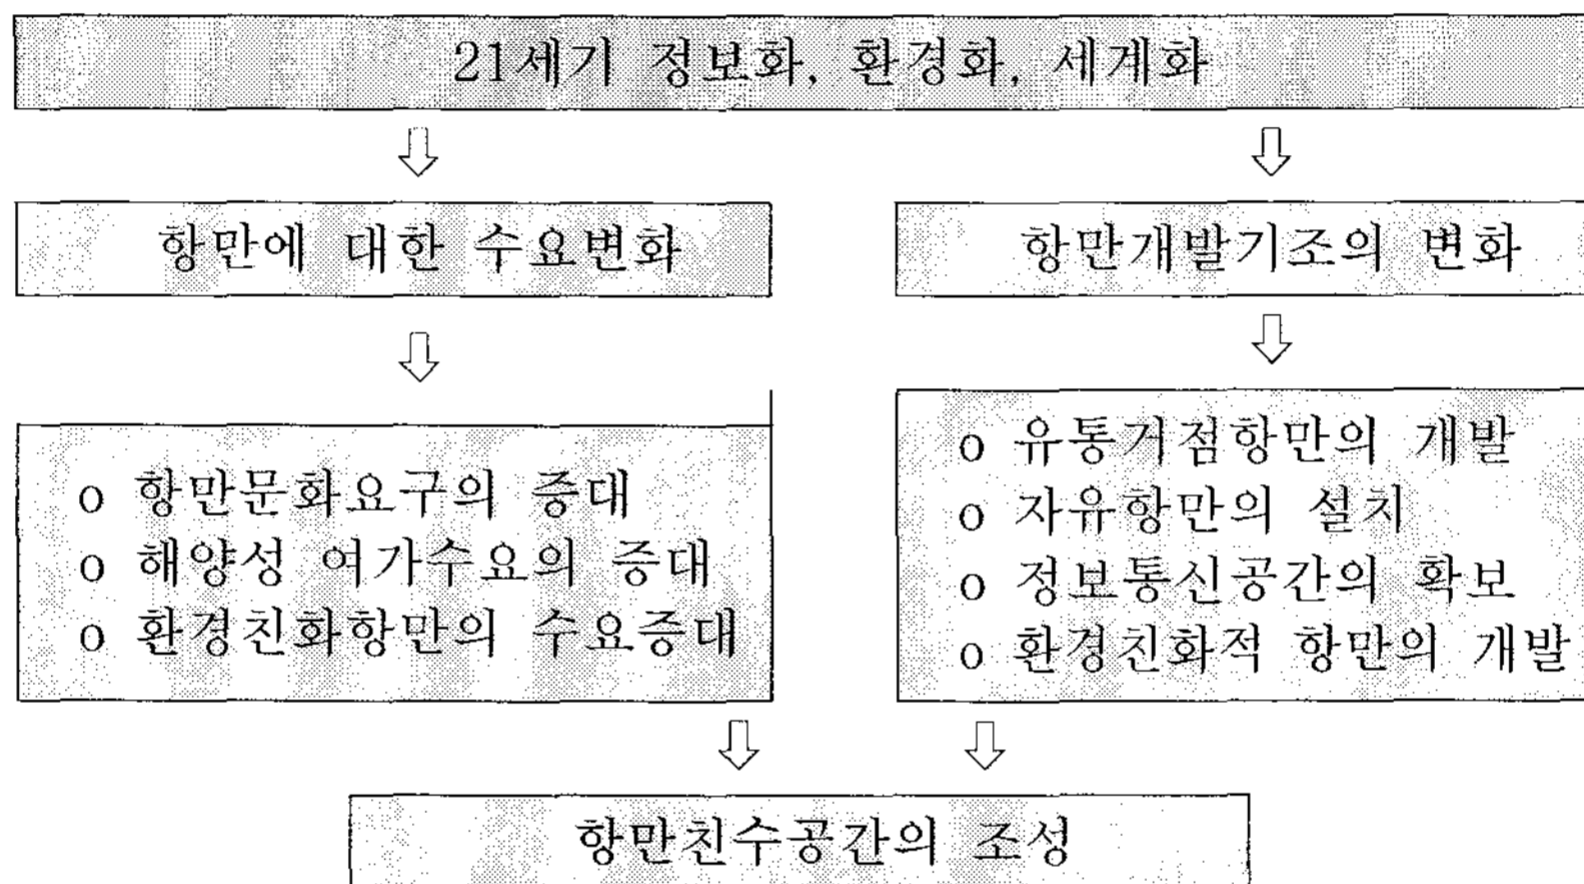 21세기 정보화, 환경화, 세계화
항만에 대한 수요변화
항만개발기조의 변화
o 항만문화요구의 증대
o 해양성 여가수요의 증대
o 환경친화항만의 수요증대
o 유통거점항만의 개발
o 자유항만의 설치
o 정보통신공간의 확보
o 환경친화적 항만의 개발
항만친수공간의 조성